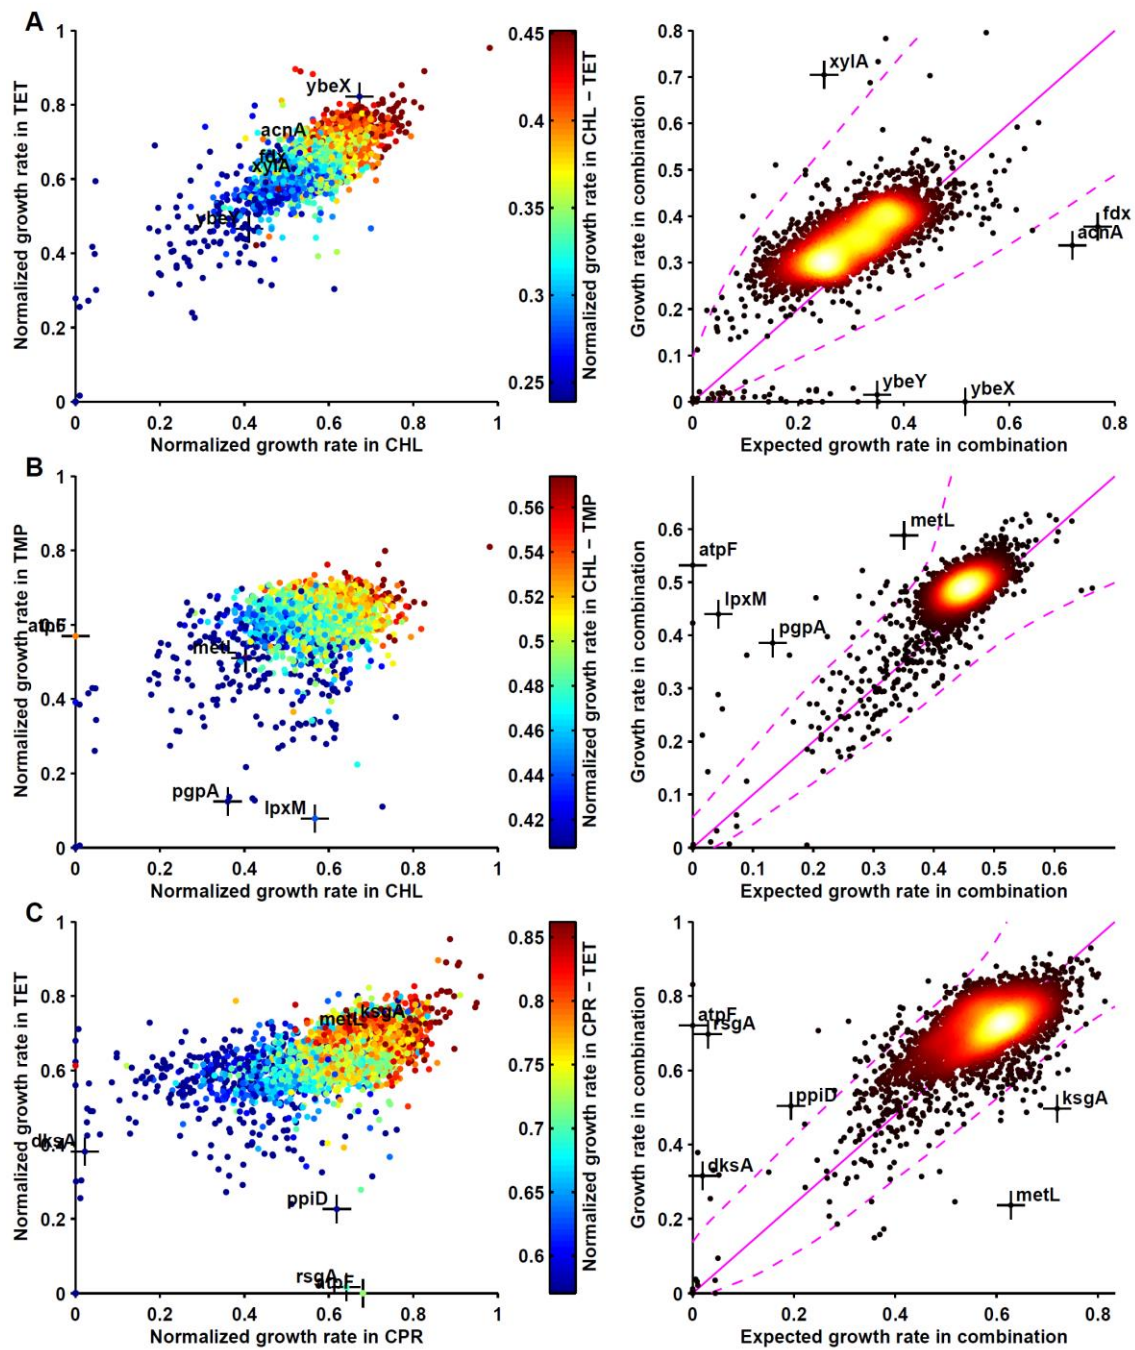 A
1
0.8
0.6
0.4
0.2
0
0 0.2 0.4 0.6 0.8 1
Normalized growth rate in TET
Normalized growth rate in CHL
ybeX
acnA
fdx
xylA
ybeY
0.45
0.4
0.35
0.3
0.25
Normalized growth rate in CHL – TET
0.8
0.7
0.6
0.5
0.4
0.3
0.2
0.1
0
0.2 0.4 0.6 0.8
Growth rate in combination
Expected growth rate in combination
xylA
fdx
acnA
ybeY
ybeX
B
1
0.8
0.6
0.4
0.2
0
0 0.2 0.4 0.6 0.8 1
Normalized growth rate in TMP
Normalized growth rate in CHL
atpF
metL
pgpA
lpxM
0.56
0.54
0.52
0.5
0.48
0.46
0.44
0.42
Normalized growth rate in CHL – TMP
0.6
0.5
0.4
0.3
0.2
0.1
0
0 0.1 0.2 0.3 0.4 0.5 0.6
Growth rate in combination
Expected growth rate in combination
metL
atpF
lpxM
pgpA
C
1
0.8
0.6
0.4
0.2
0
0 0.2 0.4 0.6 0.8 1
Normalized growth rate in TET
Normalized growth rate in CPR
ksgA
metL
dksA
ppiD
rsgA
atpF
0.85
0.8
0.75
0.7
0.65
0.6
Normalized growth rate in CPR – TET
1
0.8
0.6
0.4
0.2
0
0 0.2 0.4 0.6 0.8
Growth rate in combination
Expected growth rate in combination
atpF
rsgA
ppiD
ksgA
dksA
metL